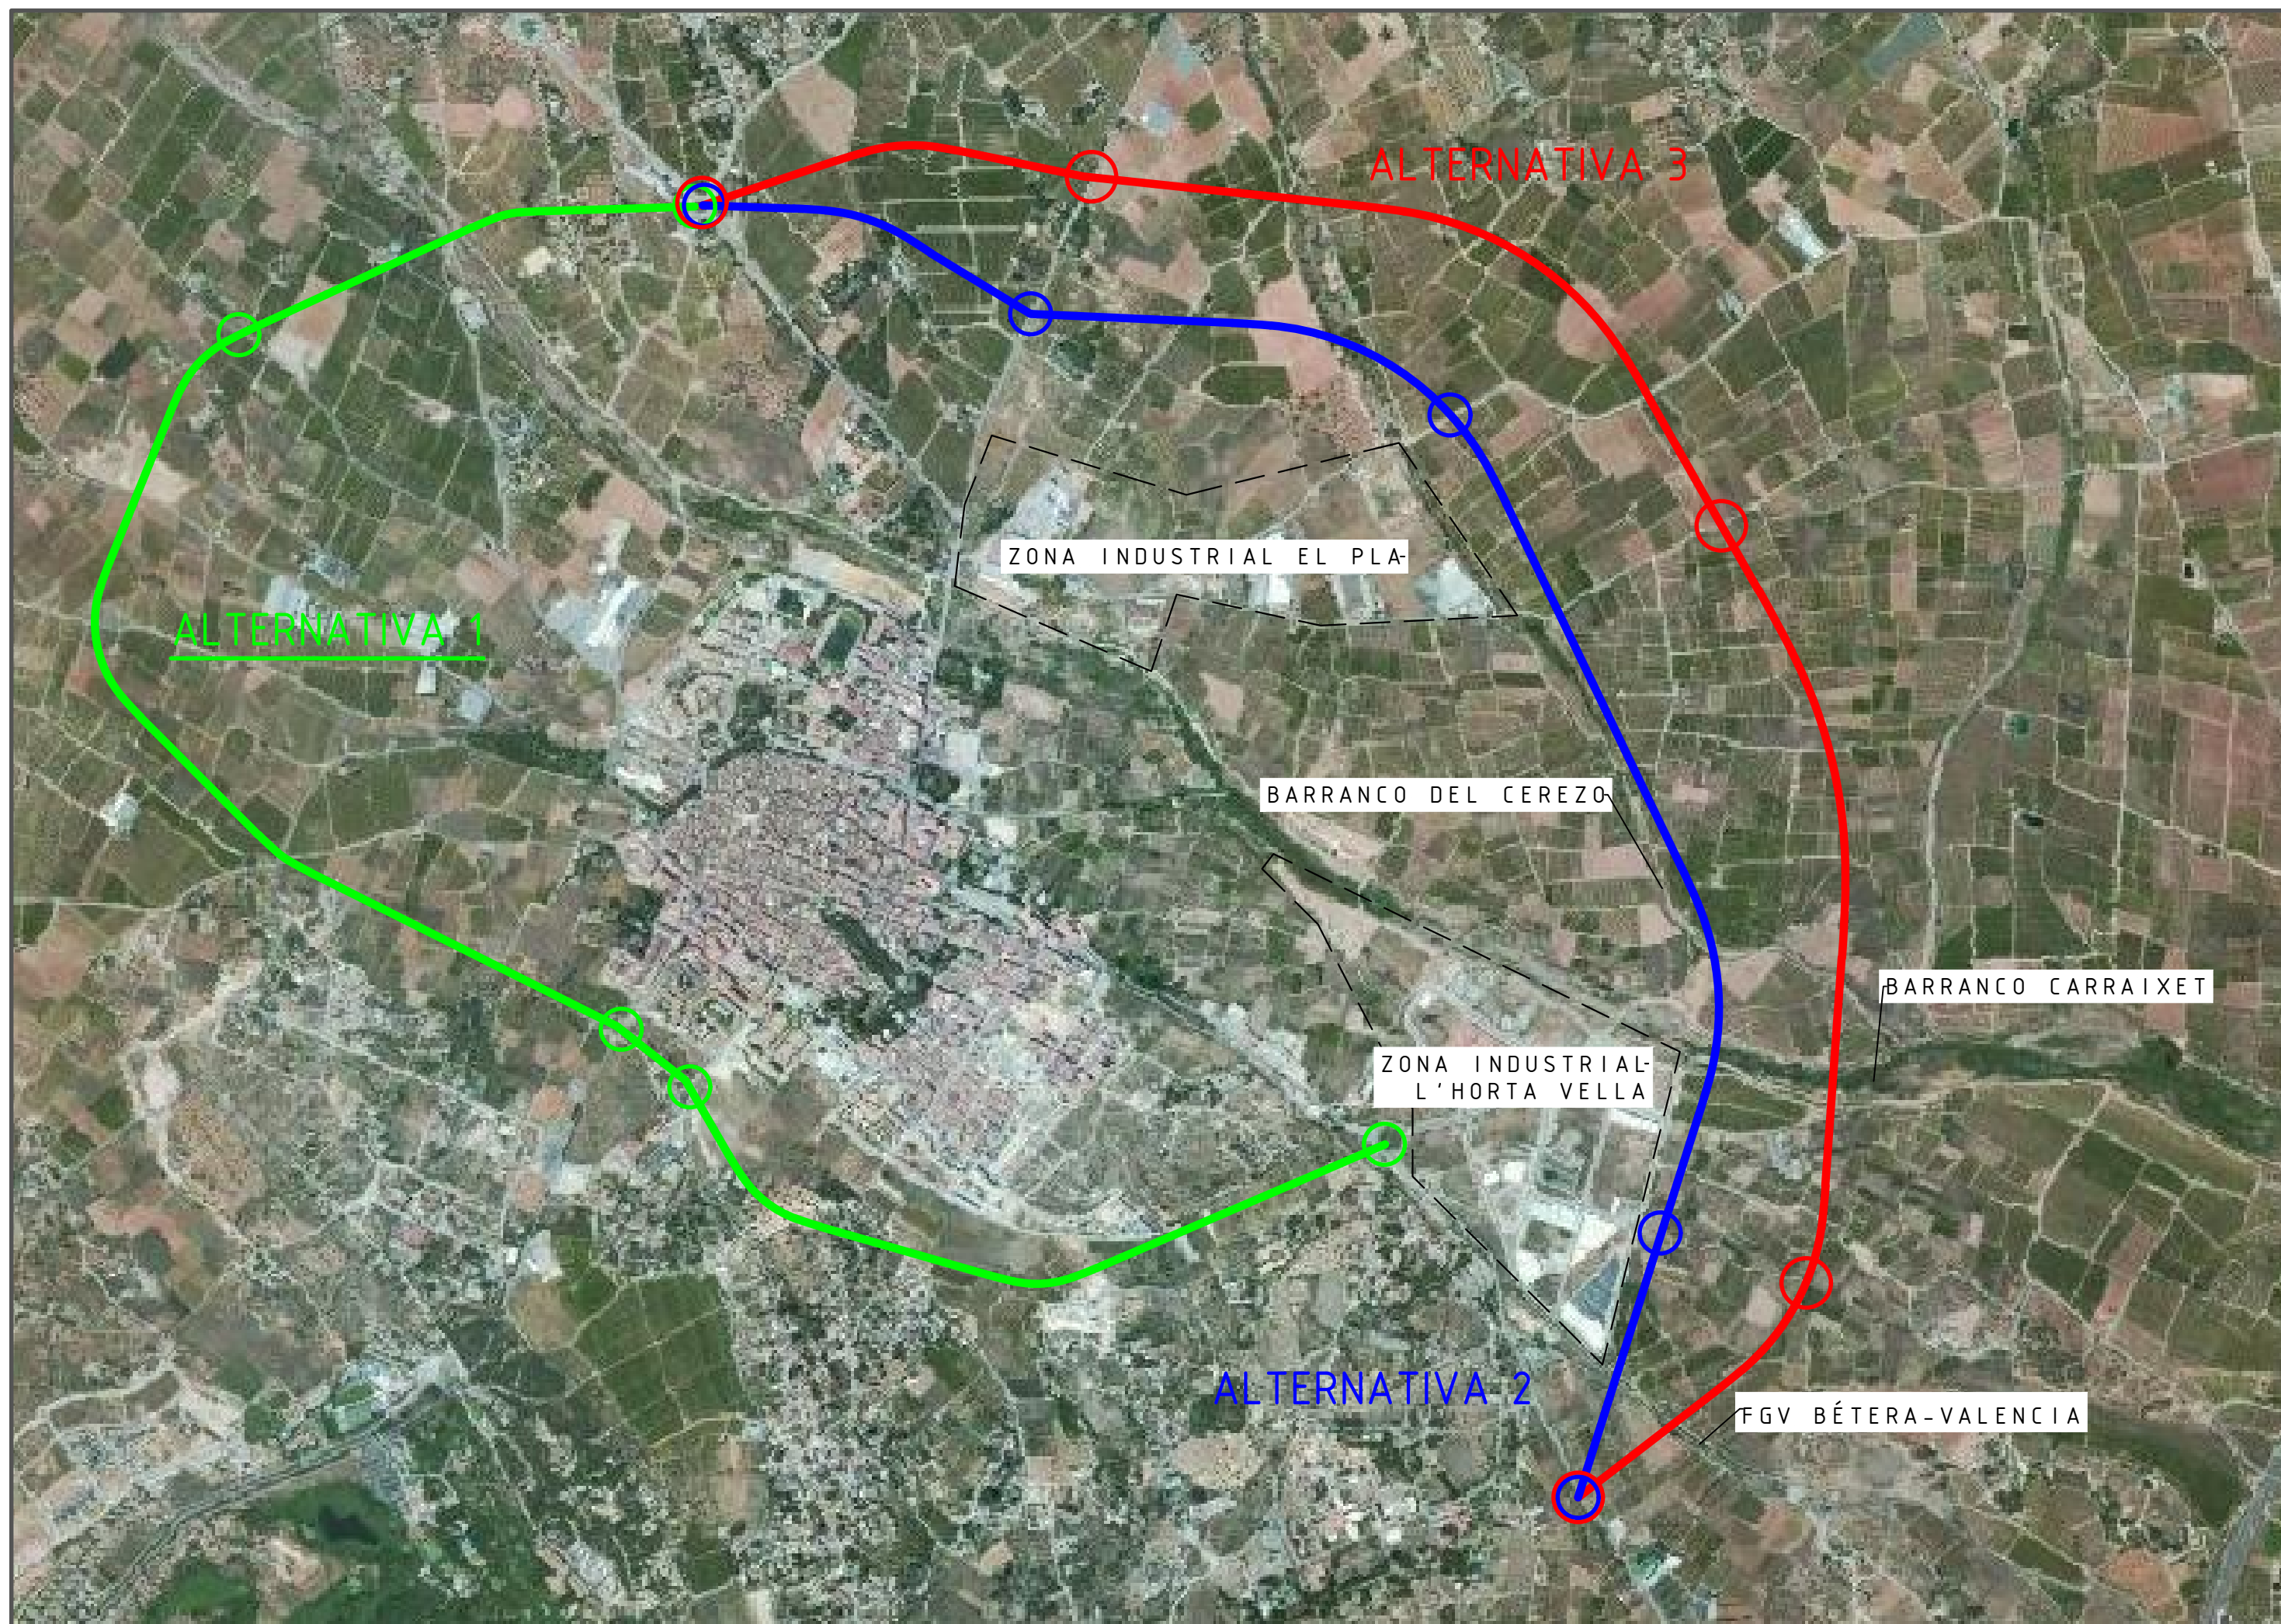 ALTERNATIVA 3
ZONA INDUSTRIAL EL PLA-
ALTERNATIVA 1
BARRANCO DEL CEREZO
BARRANCO CARRAIXET
ZONA INDUSTRIAL-
L'HORTA VELLA
ALTERNATIVA 2
FGV BÉTERA-VALENCIA